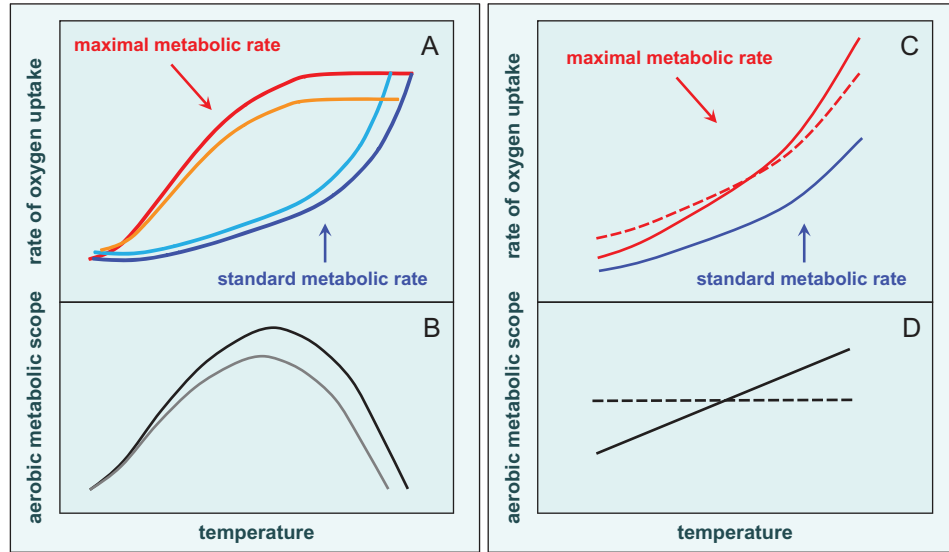 A
maximal metabolic rate
rate of oxygen uptake
standard metabolic rate
B
aerobic metabolic scope
temperature
C
maximal metabolic rate
rate of oxygen uptake
standard metabolic rate
D
aerobic metabolic scope
temperature